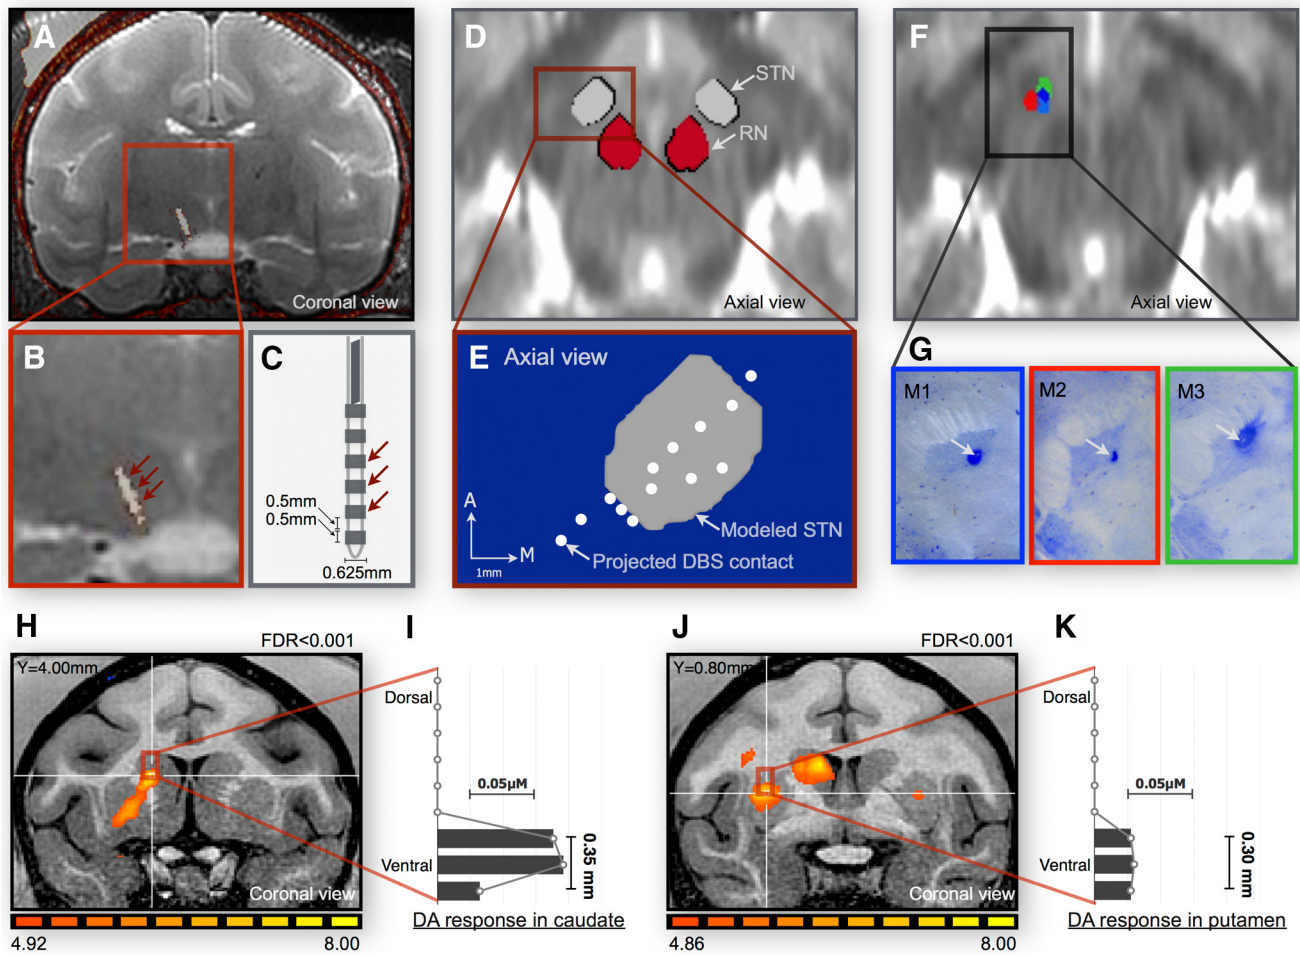 A
Coronal view
B
C
0.5mm
0.5mm
0.625mm
D
STN
RN
Axial view
E Axial view
A
M
1mm
Modeled STN
Projected DBS contact
F
Axial view
G
M1
M2
M3
H
FDR<0.001
Y=4.00mm
Coronal view
4.92
8.00
I
Dorsal
0.05µM
0.35 mm
Ventral
DA response in caudate
J
FDR<0.001
Y=0.80mm
Coronal view
4.86
8.00
K
Dorsal
0.05µM
0.30 mm
Ventral
DA response in putamen